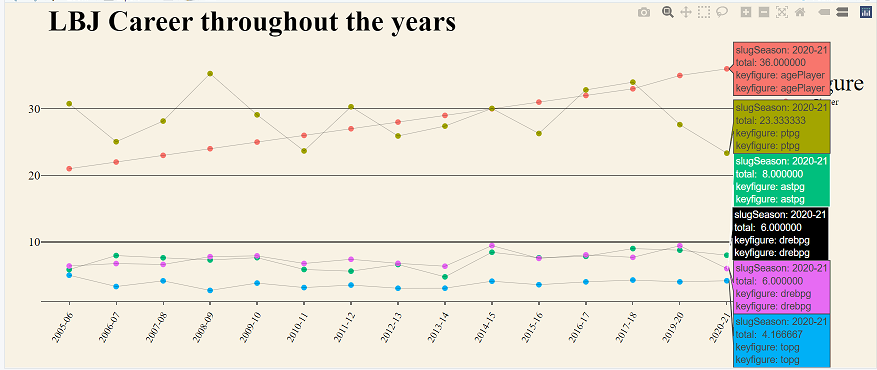 LBJ Career throughout the years
30
20
10
2005-06
2006-07
2007-08
2008-09
2009-10
2010-11
2011-12
2012-13
2013-14
2014-15
2015-16
2016-17
2017-18
2019-20
2020-21
slugSeason: 2020-21
total: 36.000000
keyfigure: agePlayer
keyfigure: agePlayer
slugSeason: 2020-21
total: 23.333333
keyfigure: ptpg
keyfigure: ptpg
slugSeason: 2020-21
total: 8.000000
keyfigure: astpg
keyfigure: astpg
slugSeason: 2020-21
total: 6.000000
keyfigure: drebpg
keyfigure: drebpg
slugSeason: 2020-21
total: 6.000000
keyfigure: drebpg
keyfigure: drebpg
slugSeason: 2020-21
total: 4.166667
keyfigure: topg
keyfigure: topg
gure